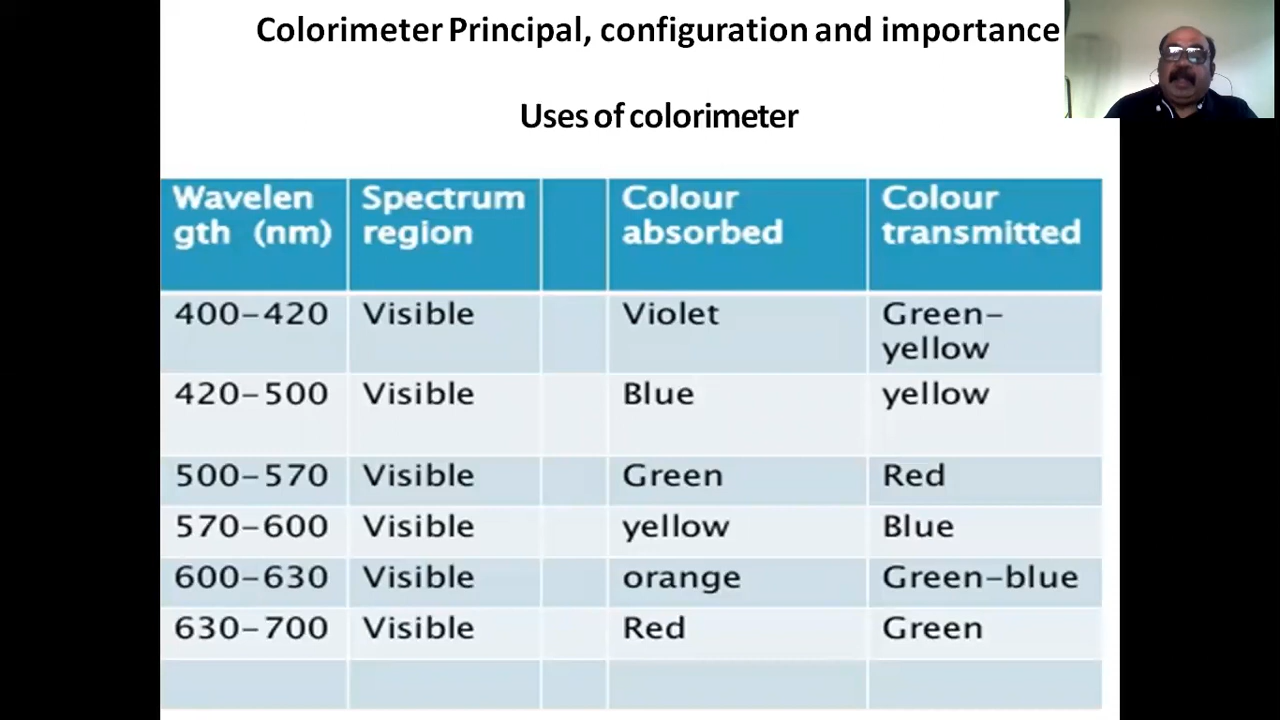 Colorimeter Principal, configuration and importance
Uses of colorimeter
Wavelen Spectrum Colour Colour
gth (nm) region absorbed transmitted
400-420 Visible Violet Green-
yellow
420-500 Visible Blue yellow
500-570 Visible Green Red
570-600 Visible yellow Blue
600-630 Visible orange Green-blue
630-700 Visible Red Green